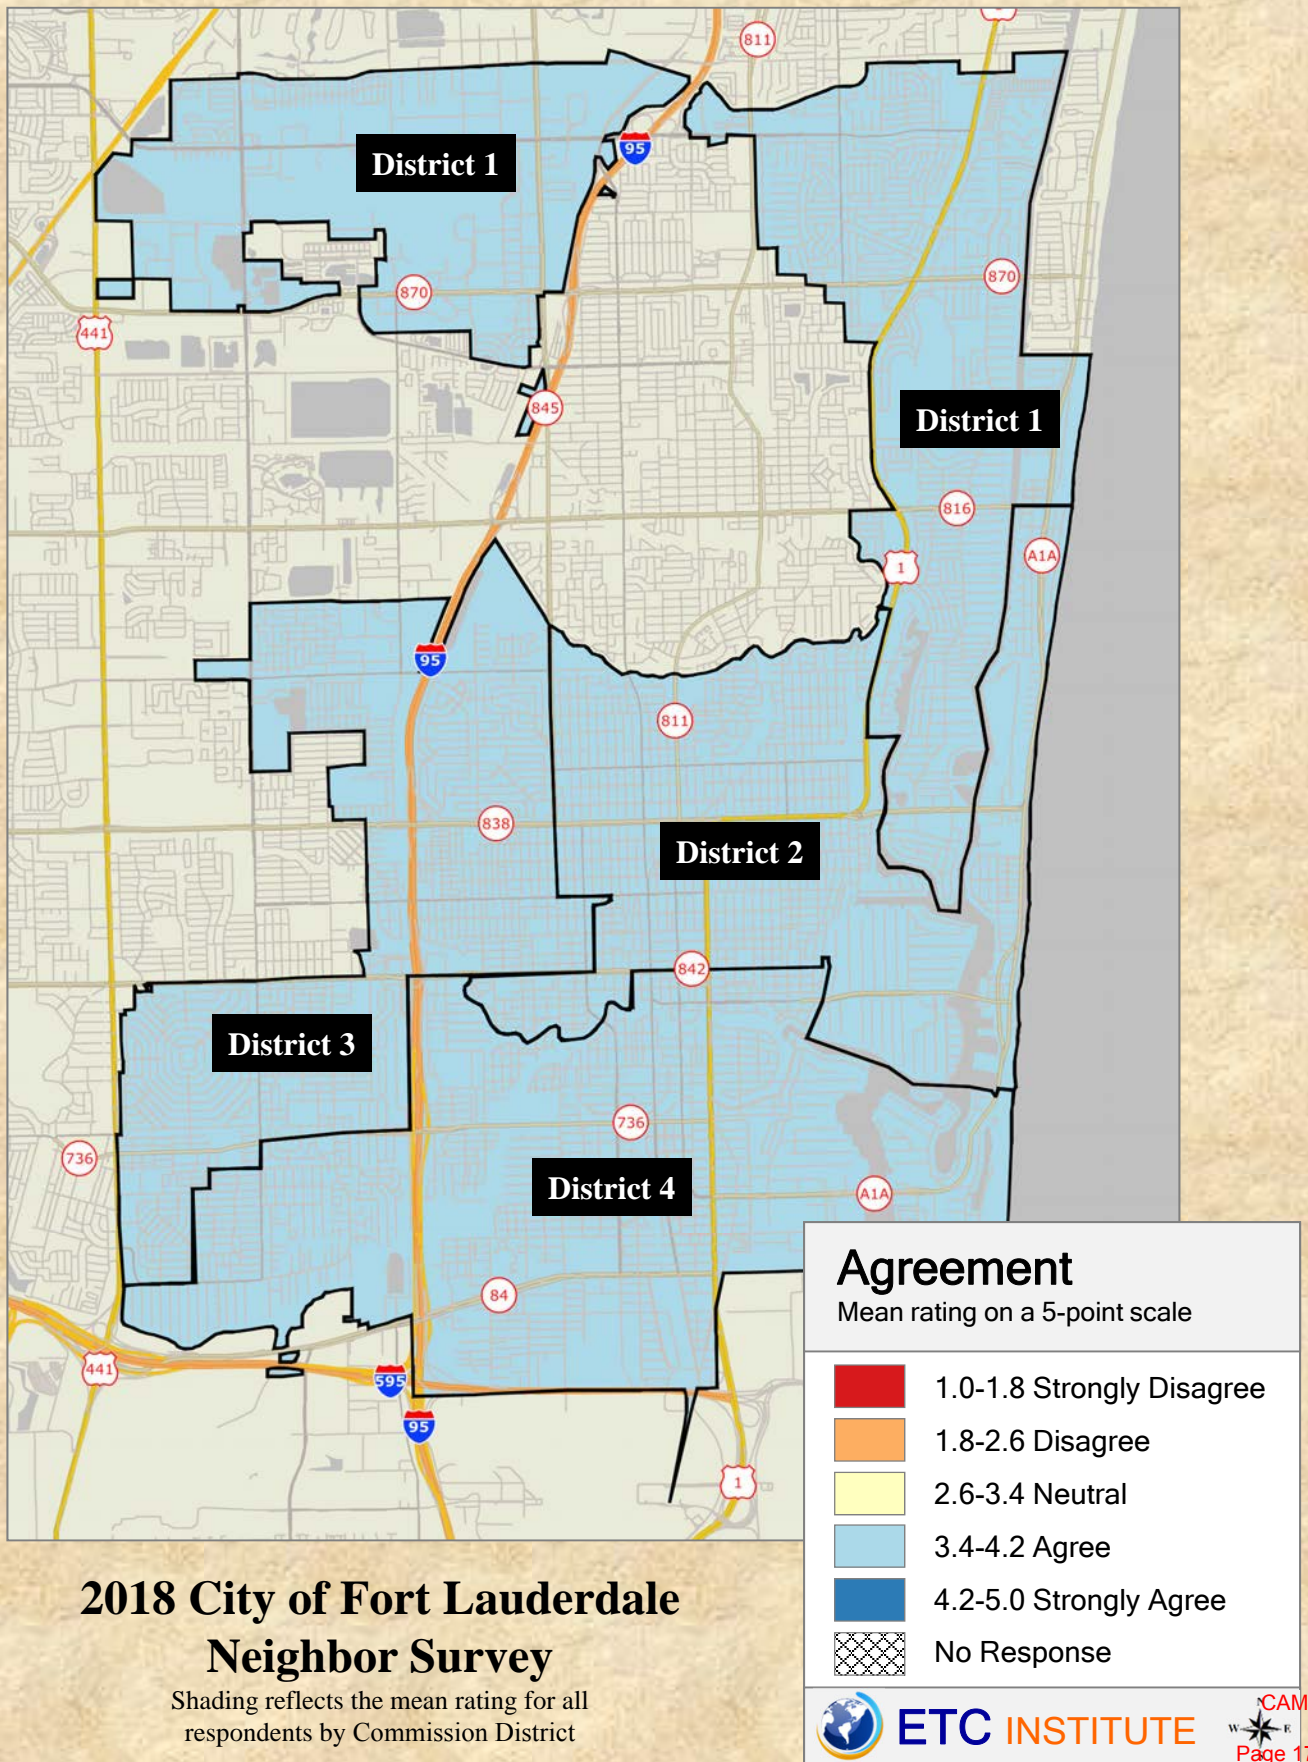 811
District 1
95
870
870
441
845
District 1
816
A1A
1
95
811
838
District 2
842
District 3
736
736
District 4
A1A
84
441
595
95
1
Agreement
Mean rating on a 5-point scale
1.0-1.8 Strongly Disagree
1.8-2.6 Disagree
2.6-3.4 Neutral
3.4-4.2 Agree
4.2-5.0 Strongly Agree
No Response
2018 City of Fort Lauderdale
Neighbor Survey
Shading reflects the mean rating for all
respondents by Commission District
ETC INSTITUTE
W E
CAM
Page